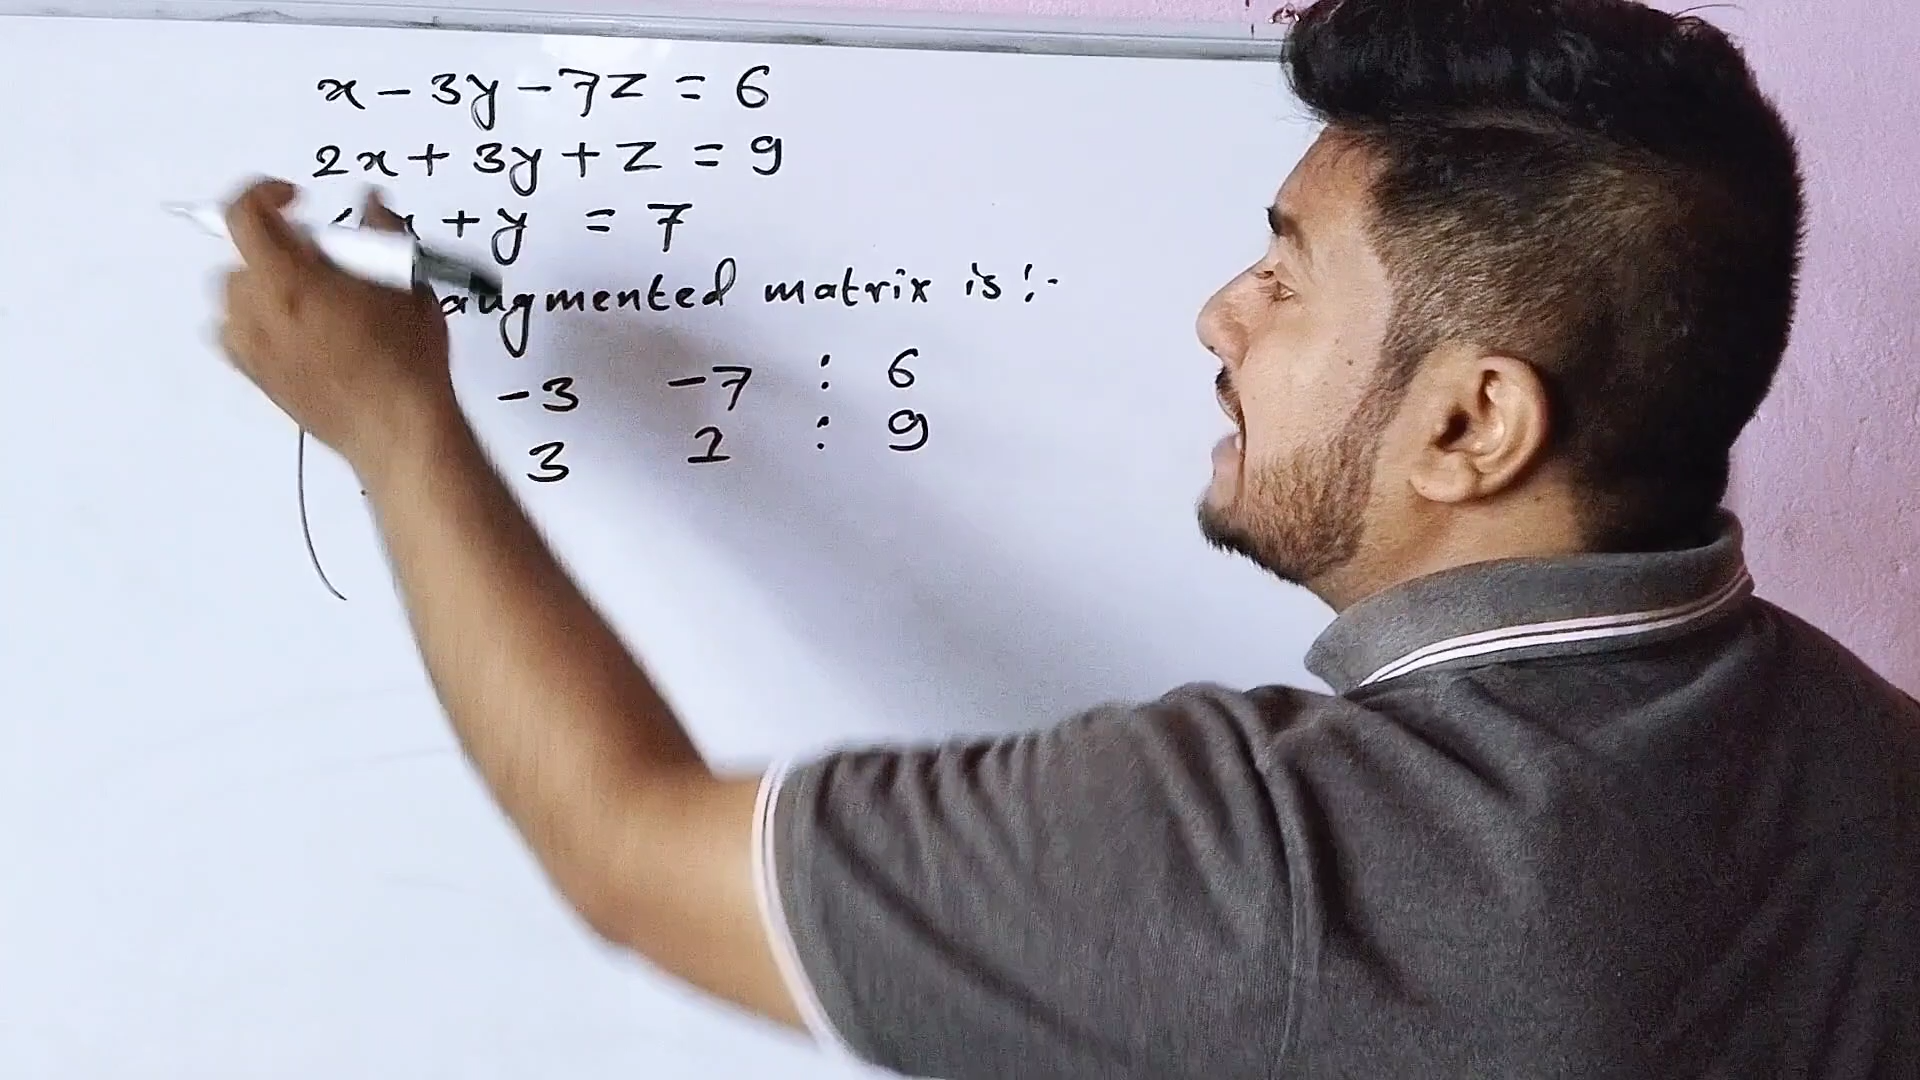 x - 3y - 7z = 6
2x + 3y + z = 9
+ y = 7
augmented matrix is :-
-3 -7 : 6
3 1 : 9